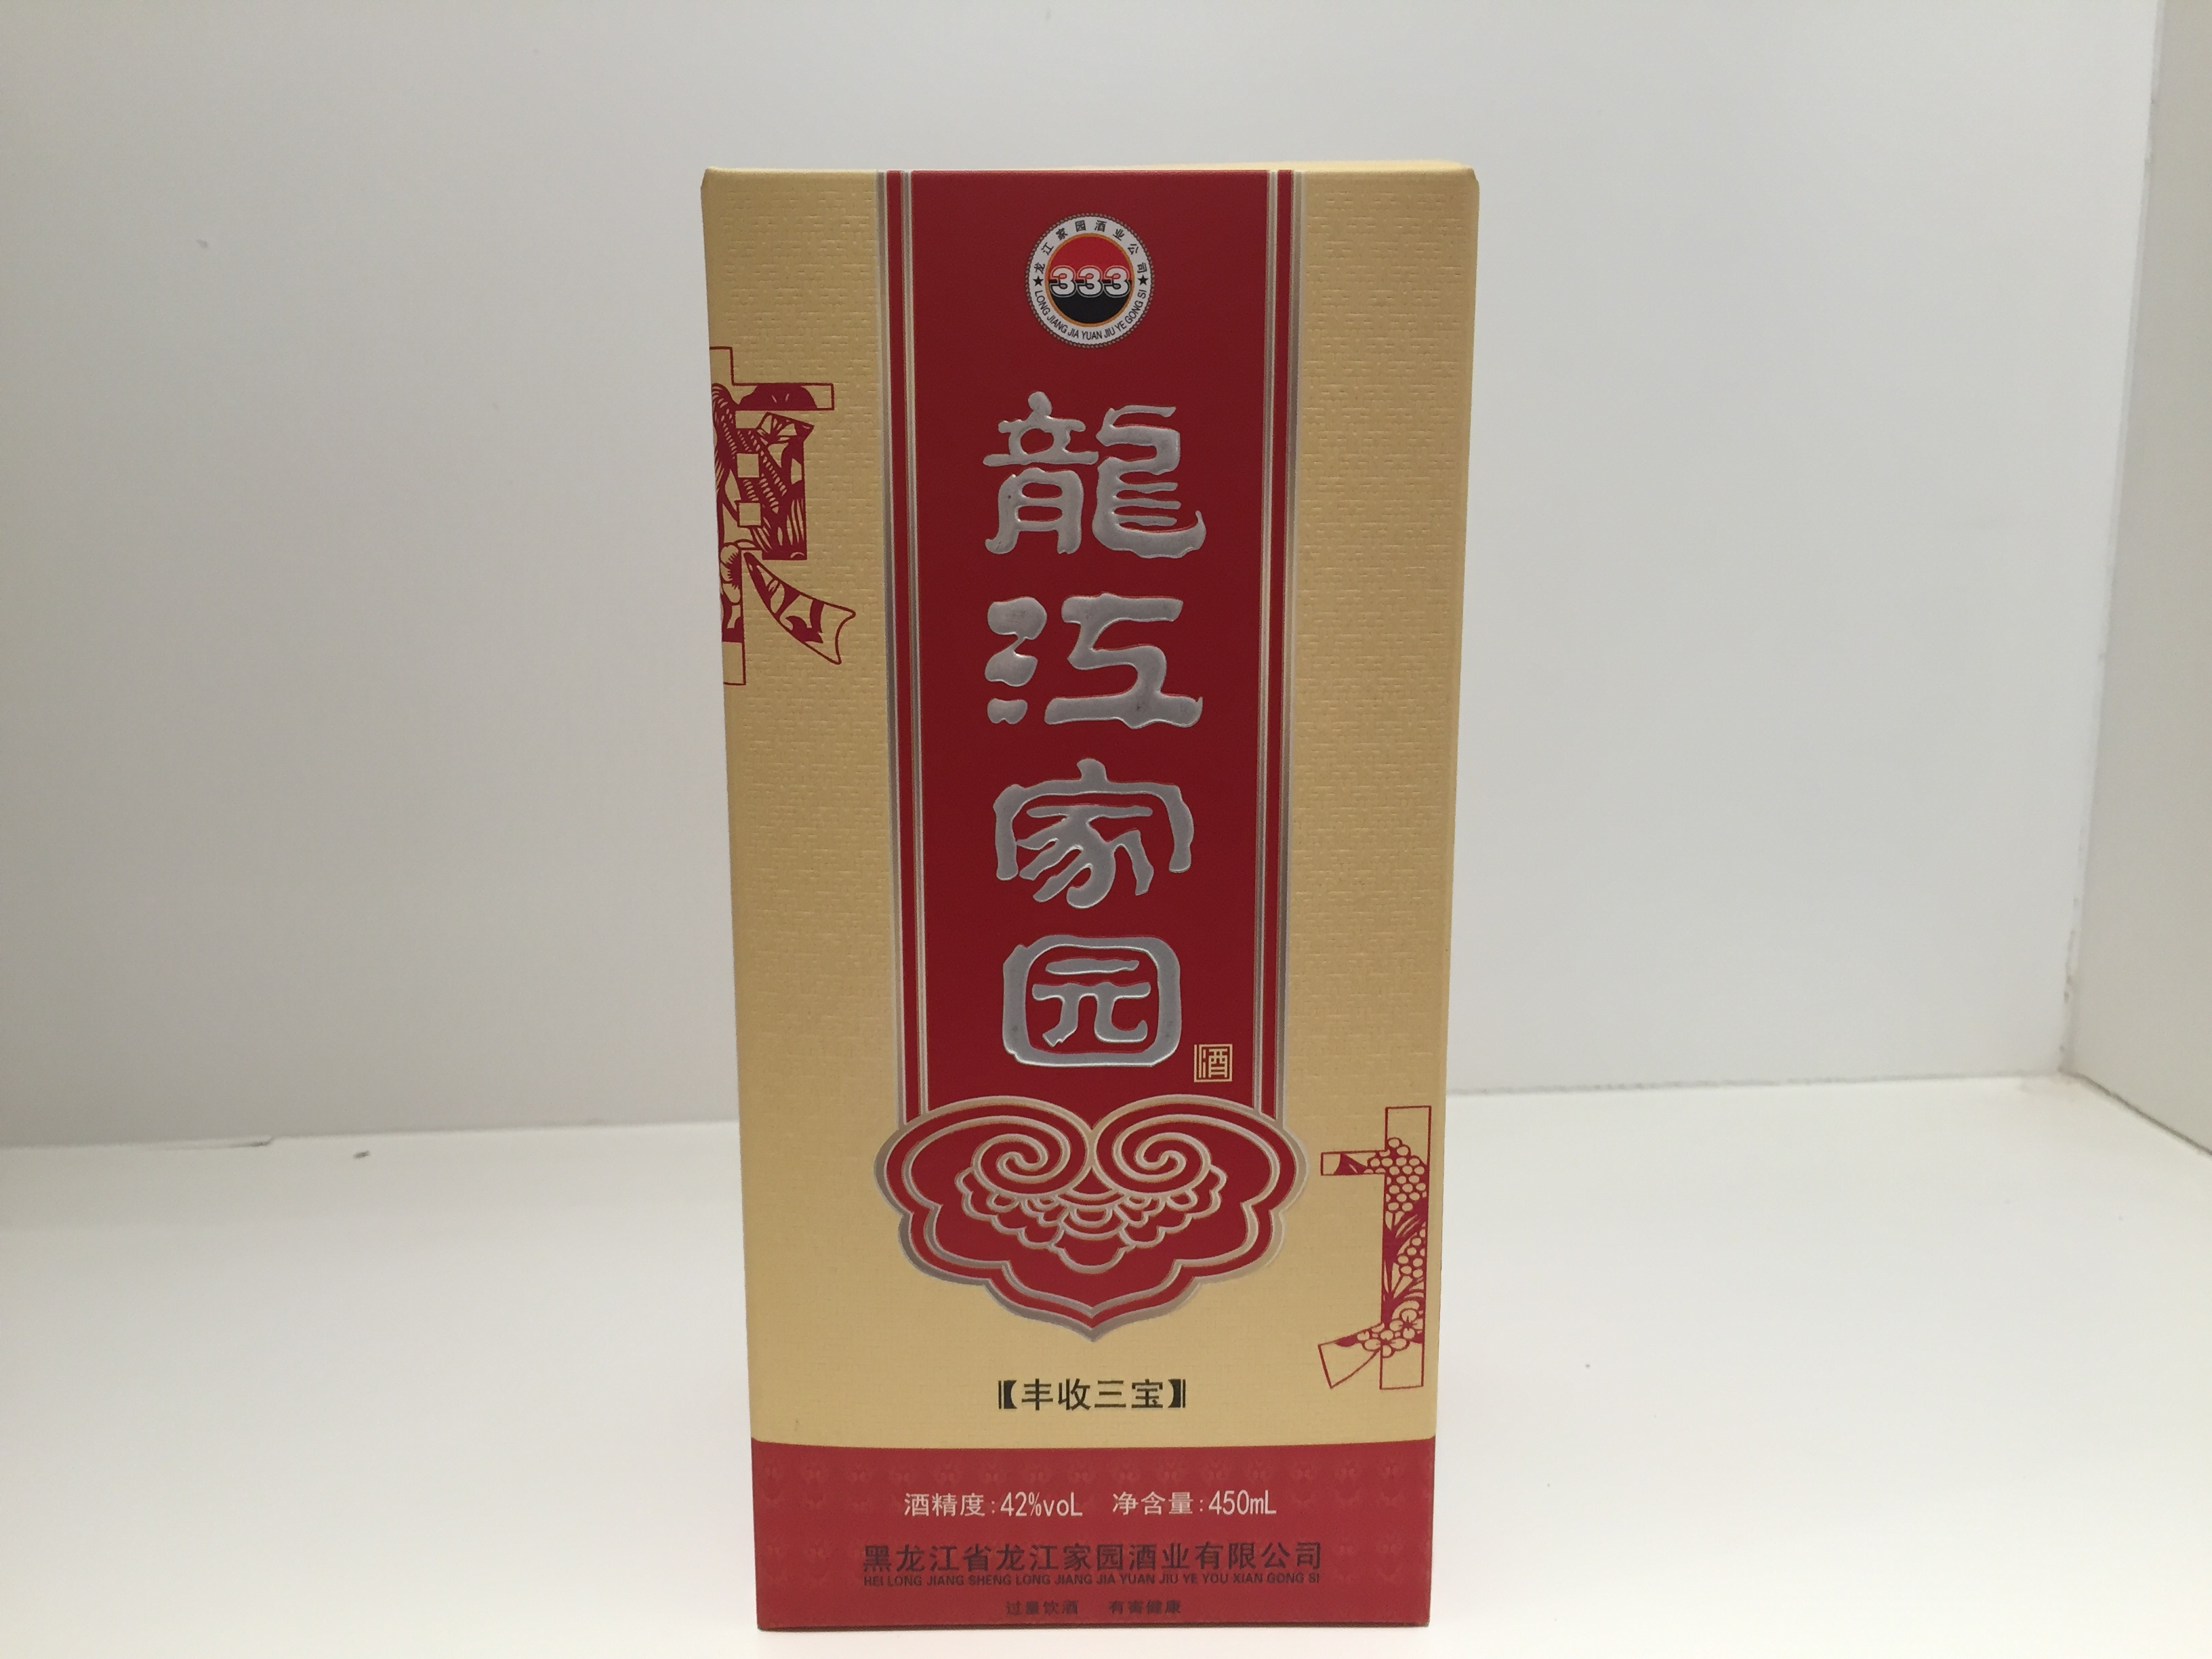 龙江家园酒业公司
333
LONG JIANG JIA YUAN JIU YE GONG SI
龍
江
家
园
酒
【丰收三宝】
酒精度:42%voL 净含量:450mL
黑龙江省龙江家园酒业有限公司
HEI LONG JIANG SHENG LONG JIANG JIA YUAN JIU YE YOU XIAN GONG SI
过量饮酒 有害健康